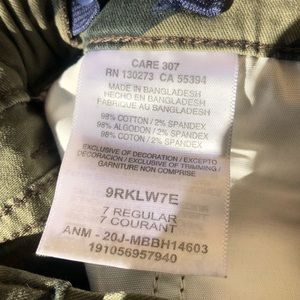 CARE 307
RN 130273 CA 55394
MADE IN BANGLADESH
HECHO EN BANGLADESH
FABRIQUE AU BANGLADESH
98% COTTON / 2% SPANDEX
98% ALGODON / 2% SPANDEX
98% COTON / 2% SPANDEX
EXCLUSIVE OF DECORATION / EXCEPTO
DECORACIÓN / EXCLUSIVE OF TRIMMING /
GARNITURE NON COMPRISE
9RKLW7E
7 REGULAR
7 COURANT
ANM - 20J-MBBH14603
191056957940